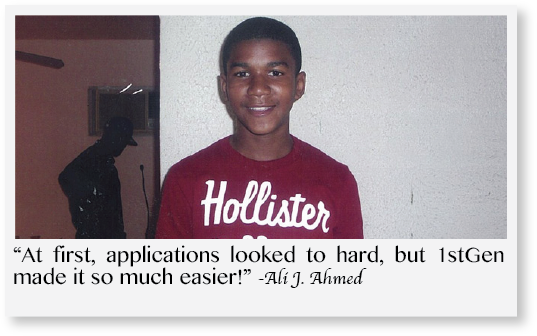 Hollister
“At first, applications looked to hard, but 1stGen
made it so much easier!” -Ali J. Ahmed